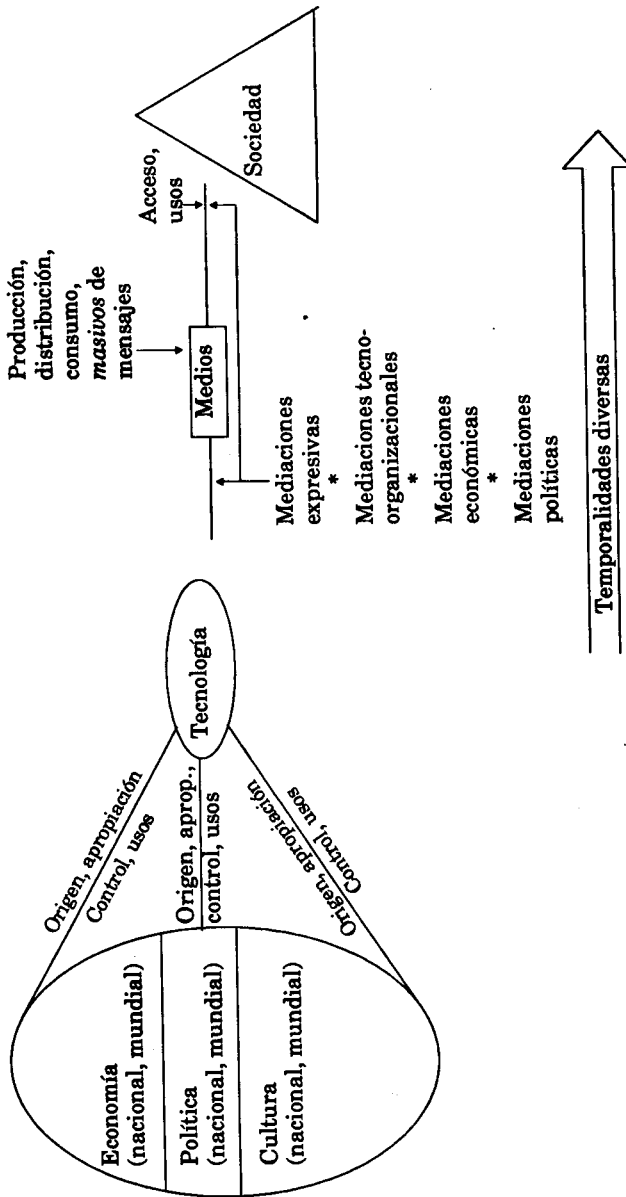 Economía
(nacional, mundial)
Política
(nacional, mundial)
Cultura
(nacional, mundial)
Origen, apropiación
Control, usos
Origen, aprop.,
control, usos
Origen, apropiación
Control, usos
Tecnología
Producción,
distribución,
consumo,
masivos de
mensajes
Medios
Acceso,
usos
Sociedad
Mediaciones
expresivas
*
Mediaciones tecno-
organizacionales
*
Mediaciones
económicas
*
Mediaciones
políticas
Temporalidades diversas